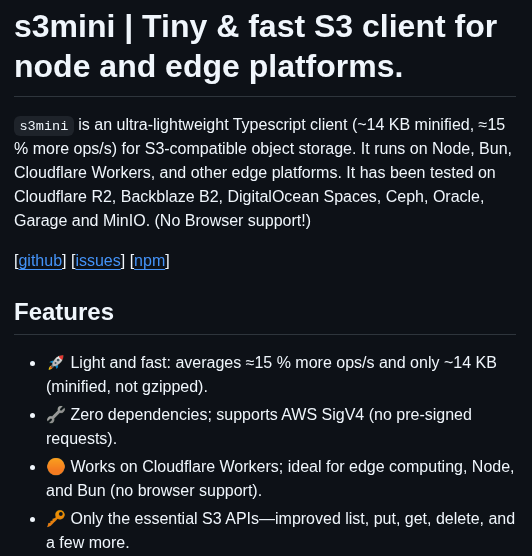 s3mini | Tiny & fast S3 client for
node and edge platforms.
s3mini is an ultra-lightweight Typescript client (~14 KB minified, ≈15
% more ops/s) for S3-compatible object storage. It runs on Node, Bun,
Cloudflare Workers, and other edge platforms. It has been tested on
Cloudflare R2, Backblaze B2, DigitalOcean Spaces, Ceph, Oracle,
Garage and MinIO. (No Browser support!)
[github] [issues] [npm]
Features
• 🚀 Light and fast: averages ≈15 % more ops/s and only ~14 KB
(minified, not gzipped).
• 🔧 Zero dependencies; supports AWS SigV4 (no pre-signed
requests).
• 🟠 Works on Cloudflare Workers; ideal for edge computing, Node,
and Bun (no browser support).
• 🔑 Only the essential S3 APIs—improved list, put, get, delete, and
a few more.